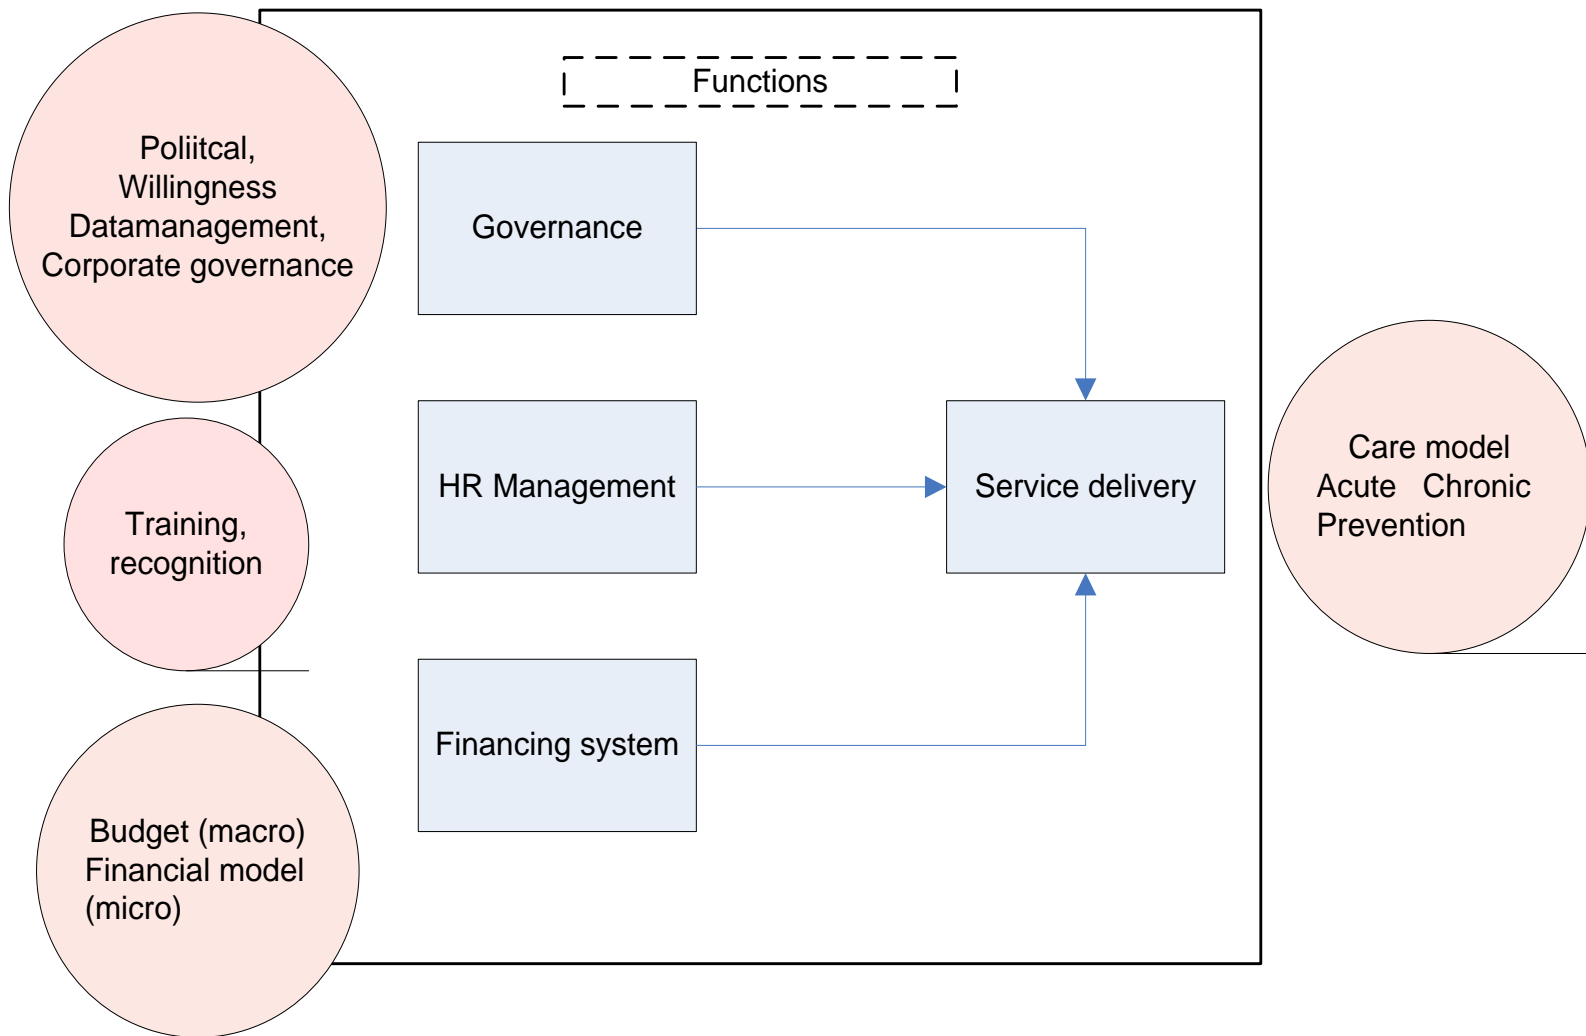 Functions
Poliitcal,
Willingness
Datamanagement,
Corporate governance
Governance
HR Management
Service delivery
Care model
Acute   Chronic
Prevention
Training,
recognition
Financing system
Budget (macro)
Financial model
(micro)